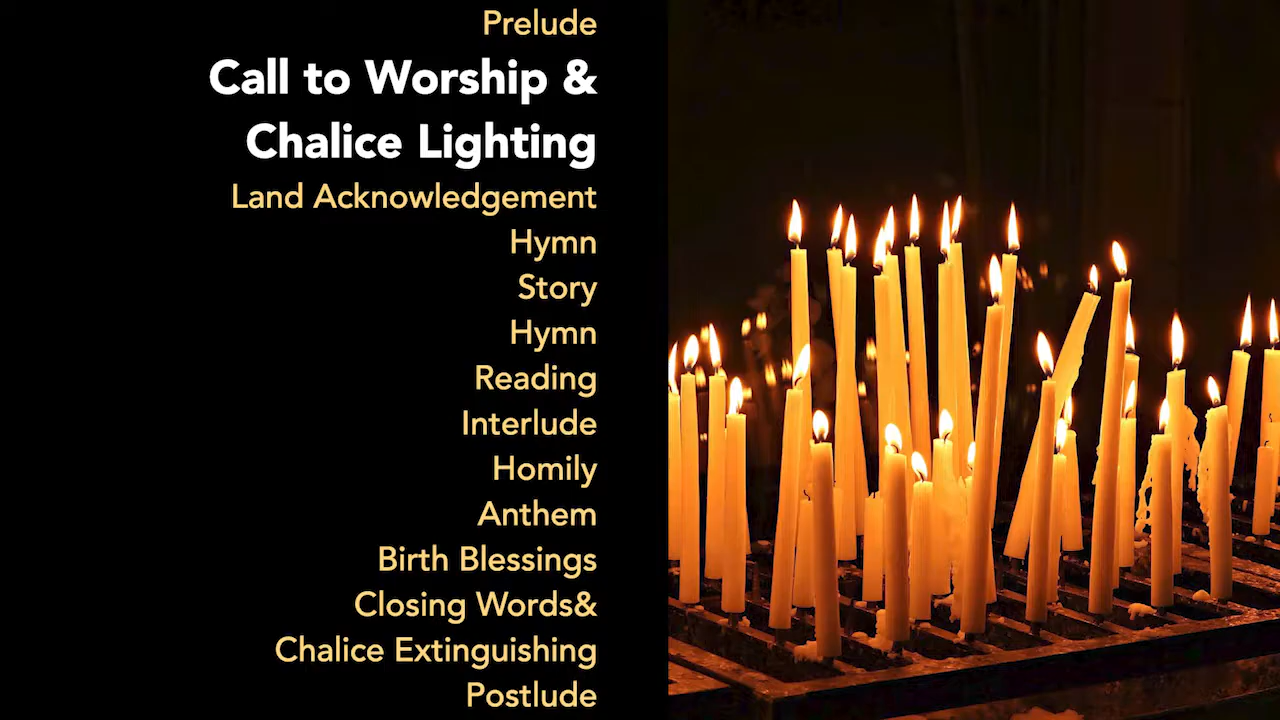 Prelude
Call to Worship &
Chalice Lighting
Land Acknowledgement
Hymn
Story
Hymn
Reading
Interlude
Homily
Anthem
Birth Blessings
Closing Words&
Chalice Extinguishing
Postlude